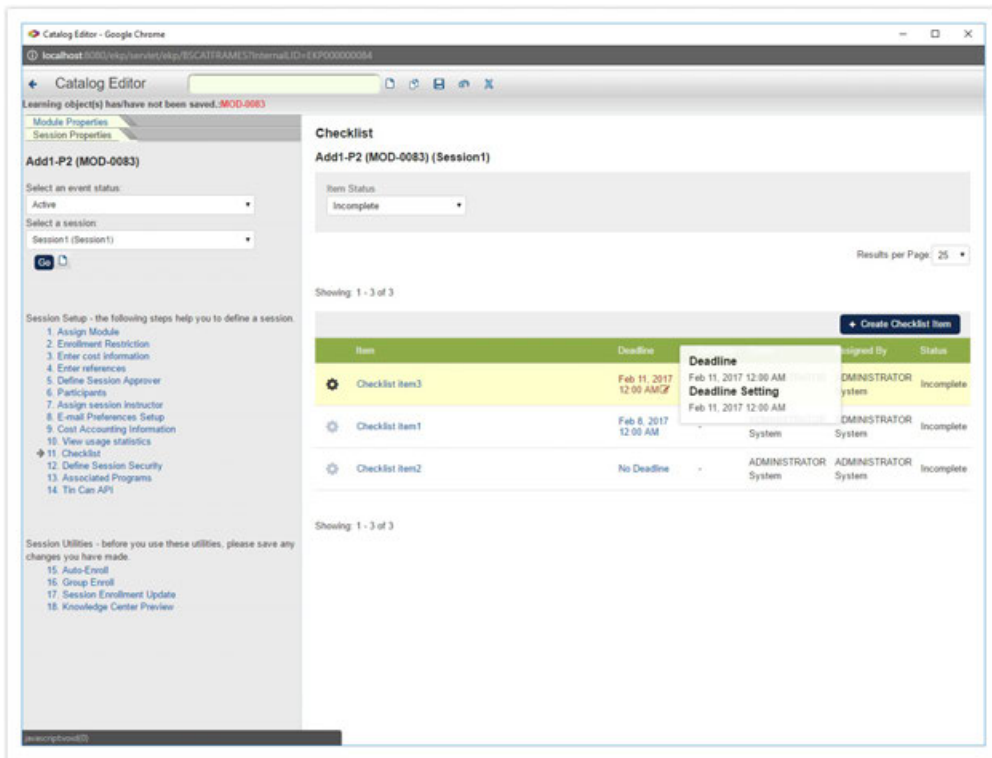 Catalog Editor - Google Chrome
localhost:8080/ekp/servlet/ekp/BSCATFRAMES?InternalLID=EKP000000084
Catalog Editor
Learning object(s) has/have not been saved.:MOD-0083
Module Properties
Session Properties
Add1-P2 (MOD-0083)
Select an event status:
Active
Select a session:
Session1 (Session1)
Go
Session Setup - the following steps help you to define a session.
1. Assign Module
2. Enrollment Restriction
3. Enter cost information
4. Enter references
5. Define Session Approver
6. Participants
7. Assign session instructor
8. E-mail Preferences Setup
9. Cost Accounting Information
10. View usage statistics
11. Checklist
12. Define Session Security
13. Associated Programs
14. Tin Can API
Session Utilities - before you use these utilities, please save any
changes you have made.
15. Auto-Enroll
16. Group Enroll
17. Session Enrollment Update
18. Knowledge Center Preview
javascript:void(0)
Checklist
Add1-P2 (MOD-0083) (Session1)
Item Status
Incomplete
Results per Page: 25
Showing: 1 - 3 of 3
+ Create Checklist Item
Item Deadline Assigned By Status
Checklist item3 Feb 11, 2017 12:00 AM ADMINISTRATOR System Incomplete
Deadline
Feb 11, 2017 12:00 AM
Deadline Setting
Feb 11, 2017 12:00 AM
Checklist item1 Feb 8, 2017 12:00 AM - System ADMINISTRATOR System Incomplete
Checklist item2 No Deadline - ADMINISTRATOR System ADMINISTRATOR System Incomplete
Showing: 1 - 3 of 3